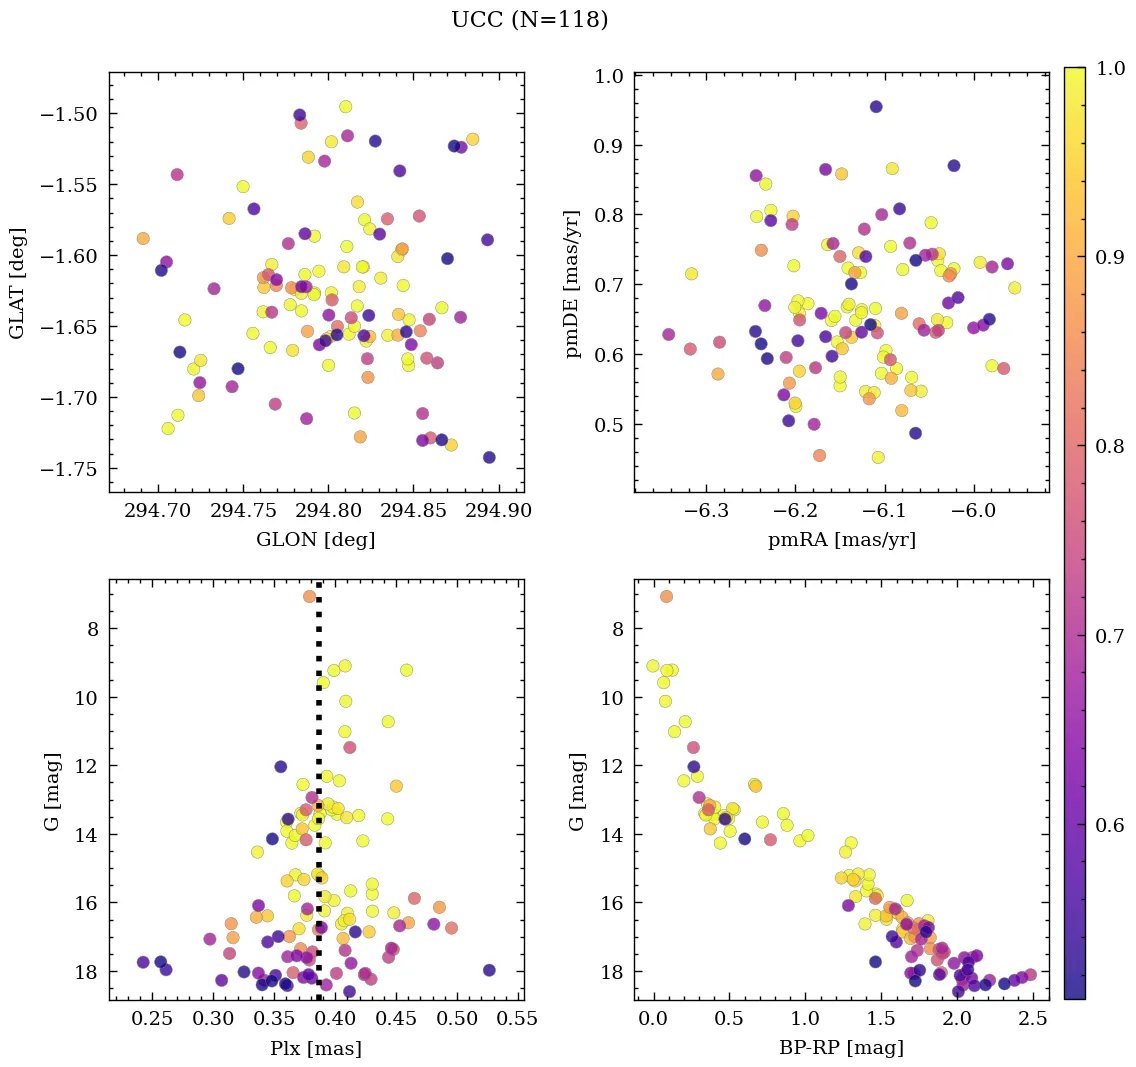 UCC (N=118)
−1.50
−1.55
−1.60
−1.65
−1.70
−1.75
GLAT [deg]
294.70 294.75 294.80 294.85 294.90
GLON [deg]
1.0
0.9
0.8
0.7
0.6
0.5
pmDE [mas/yr]
−6.3 −6.2 −6.1 −6.0
pmRA [mas/yr]
8
10
12
14
16
18
G [mag]
0.25 0.30 0.35 0.40 0.45 0.50 0.55
Plx [mas]
8
10
12
14
16
18
G [mag]
0.0 0.5 1.0 1.5 2.0 2.5
BP-RP [mag]
1.0
0.9
0.8
0.7
0.6